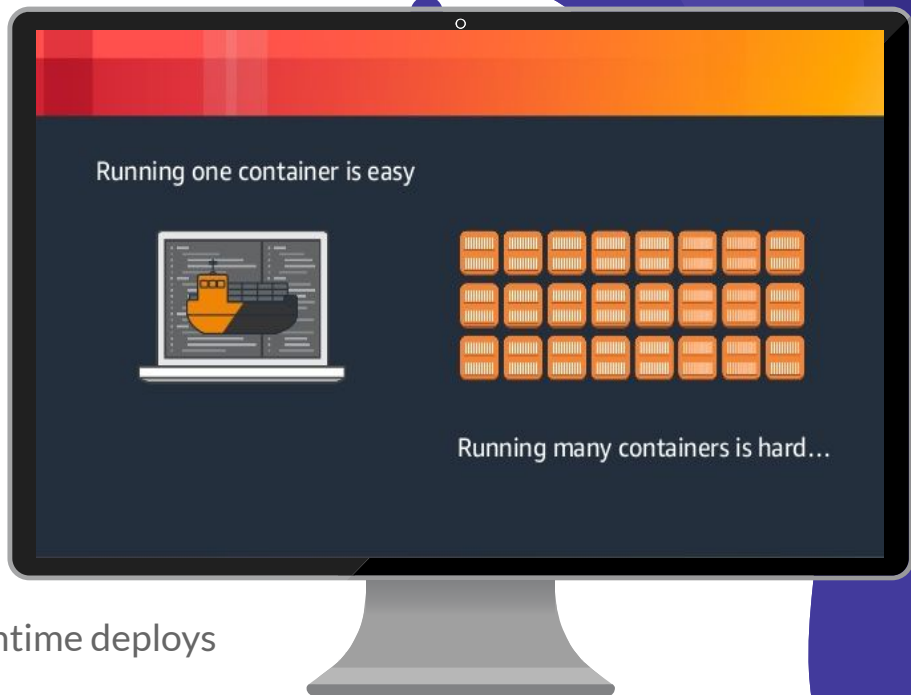 Running one container is easy
Running many containers is hard...
ntime deploys